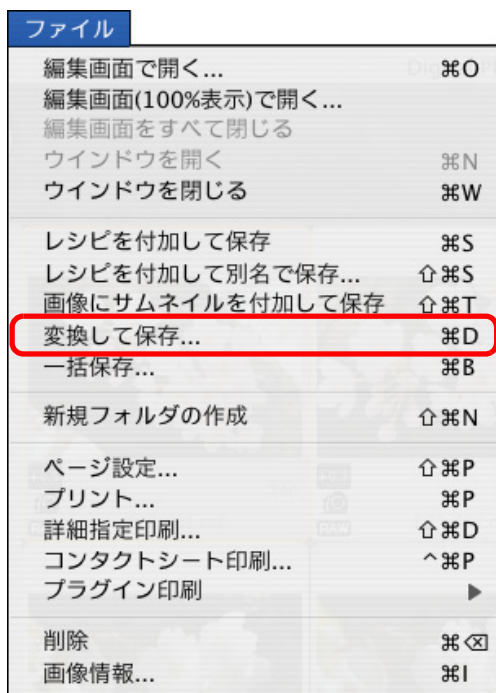 ファイル
編集画面で開く... ⌘O
編集画面(100%表示)で開く...
編集画面をすべて閉じる
ウインドウを開く ⌘N
ウインドウを閉じる ⌘W
レシピを付加して保存 ⌘S
レシピを付加して別名で保存... ⇧⌘S
画像にサムネイルを付加して保存 ⇧⌘T
変換して保存... ⌘D
一括保存... ⌘B
新規フォルダの作成 ⇧⌘N
ページ設定... ⇧⌘P
プリント... ⌘P
詳細指定印刷... ⇧⌘D
コンタクトシート印刷... ^⌘P
プラグイン印刷 ▶
削除 ⌘⌫
画像情報... ⌘I